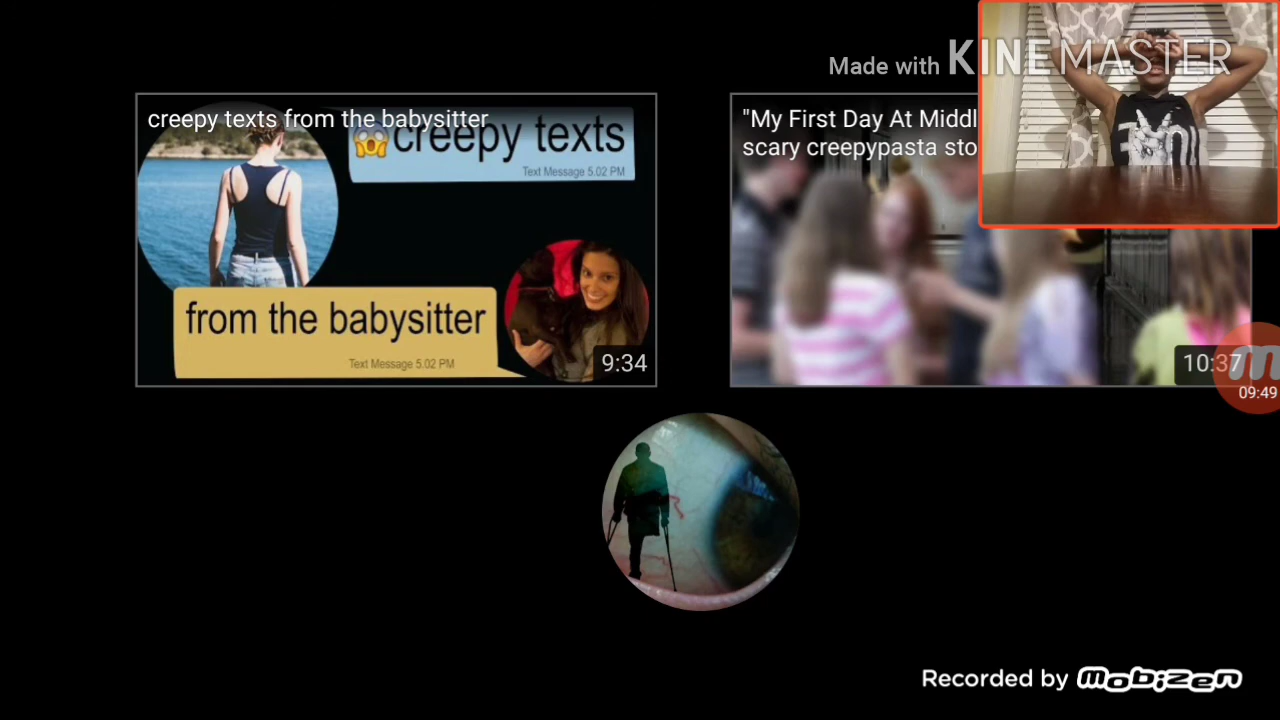 Made with KINEMASTER
creepy texts from the babysitter
creepy texts
Text Message 5.02 PM
from the babysitter
Text Message 5.02 PM
9:34
"My First Day At Middl
scary creepypasta sto
10:37
09:49
Recorded by mobizen